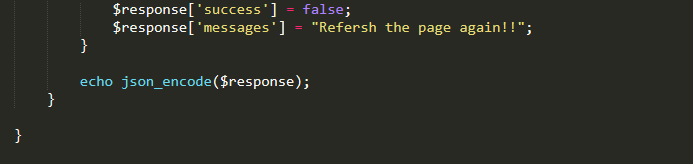 $response['success'] = false;
$response['messages'] = "Refersh the page again!!";
}
echo json_encode($response);
}
}